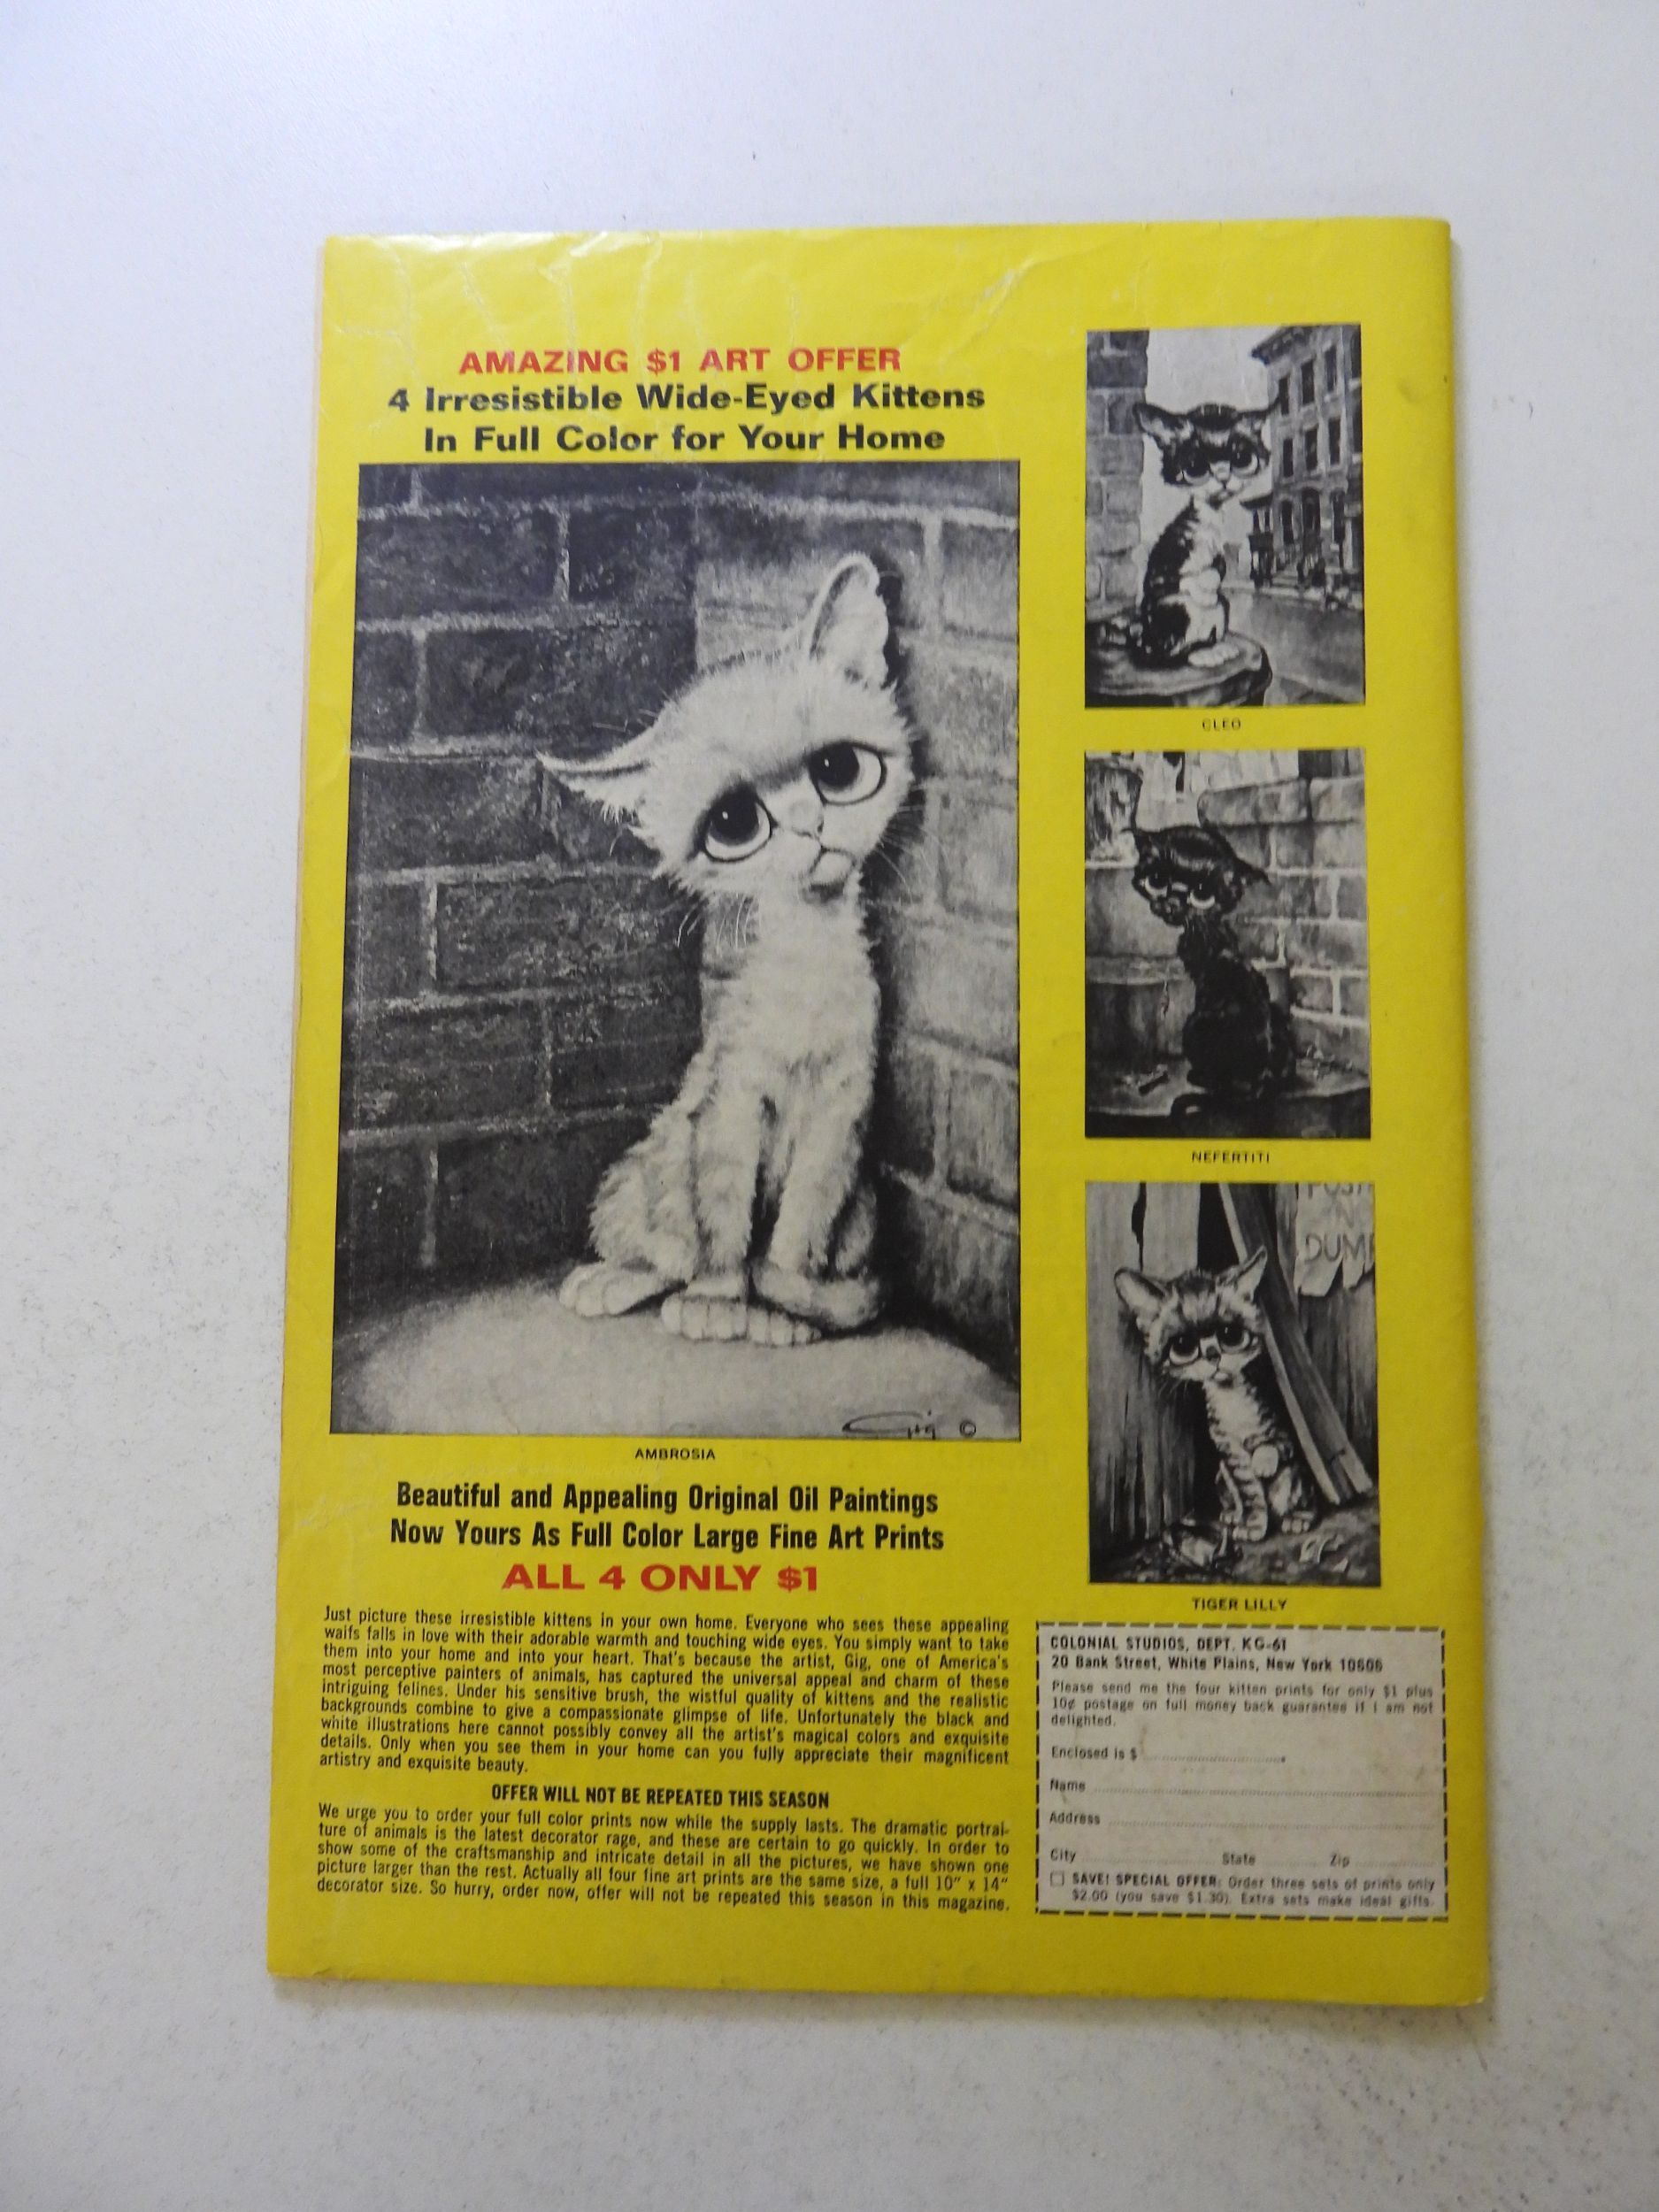 AMAZING $1 ART OFFER
4 Irresistible Wide-Eyed Kittens
In Full Color for Your Home
Gig ©
AMBROSIA
CLEO
NEFERTITI
DUMP
TIGER LILLY
Beautiful and Appealing Original Oil Paintings
Now Yours As Full Color Large Fine Art Prints
ALL 4 ONLY $1
Just picture these irresistible kittens in your own home. Everyone who sees these appealing
waifs falls in love with their adorable warmth and touching wide eyes. You simply want to take
them into your home and into your heart. That's because the artist, Gig, one of America's
most perceptive painters of animals, has captured the universal appeal and charm of these
intriguing felines. Under his sensitive brush, the wistful quality of kittens and the realistic
backgrounds combine to give a compassionate glimpse of life. Unfortunately the black and
white illustrations here cannot possibly convey all the artist's magical colors and exquisite
details. Only when you see them in your home can you fully appreciate their magnificent
artistry and exquisite beauty.
OFFER WILL NOT BE REPEATED THIS SEASON
We urge you to order your full color prints now while the supply lasts. The dramatic portrai-
ture of animals is the latest decorator rage, and these are certain to go quickly. In order to
show some of the craftsmanship and intricate detail in all the pictures, we have shown one
picture larger than the rest. Actually all four fine art prints are the same size, a full 10" x 14"
decorator size. So hurry, order now, offer will not be repeated this season in this magazine.
COLONIAL STUDIOS, DEPT. KG-61
20 Bank Street, White Plains, New York 10606
Please send me the four kitten prints for only $1 plus
10¢ postage on full money back guarantee if I am not
delighted.
Enclosed is $
Name
Address
City State Zip
SAVE! SPECIAL OFFER: Order three sets of prints only
$2.00 (you save $1.30). Extra sets make ideal gifts.